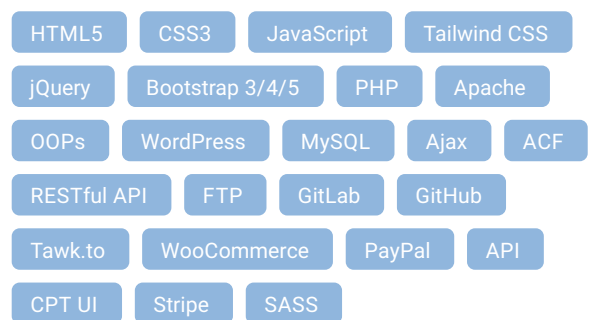 HTML5 CSS3 JavaScript Tailwind CSS
jQuery Bootstrap 3/4/5 PHP Apache
OOPs WordPress MySQL Ajax ACF
RESTful API FTP GitLab GitHub
Tawk.to WooCommerce PayPal API
CPT UI Stripe SASS